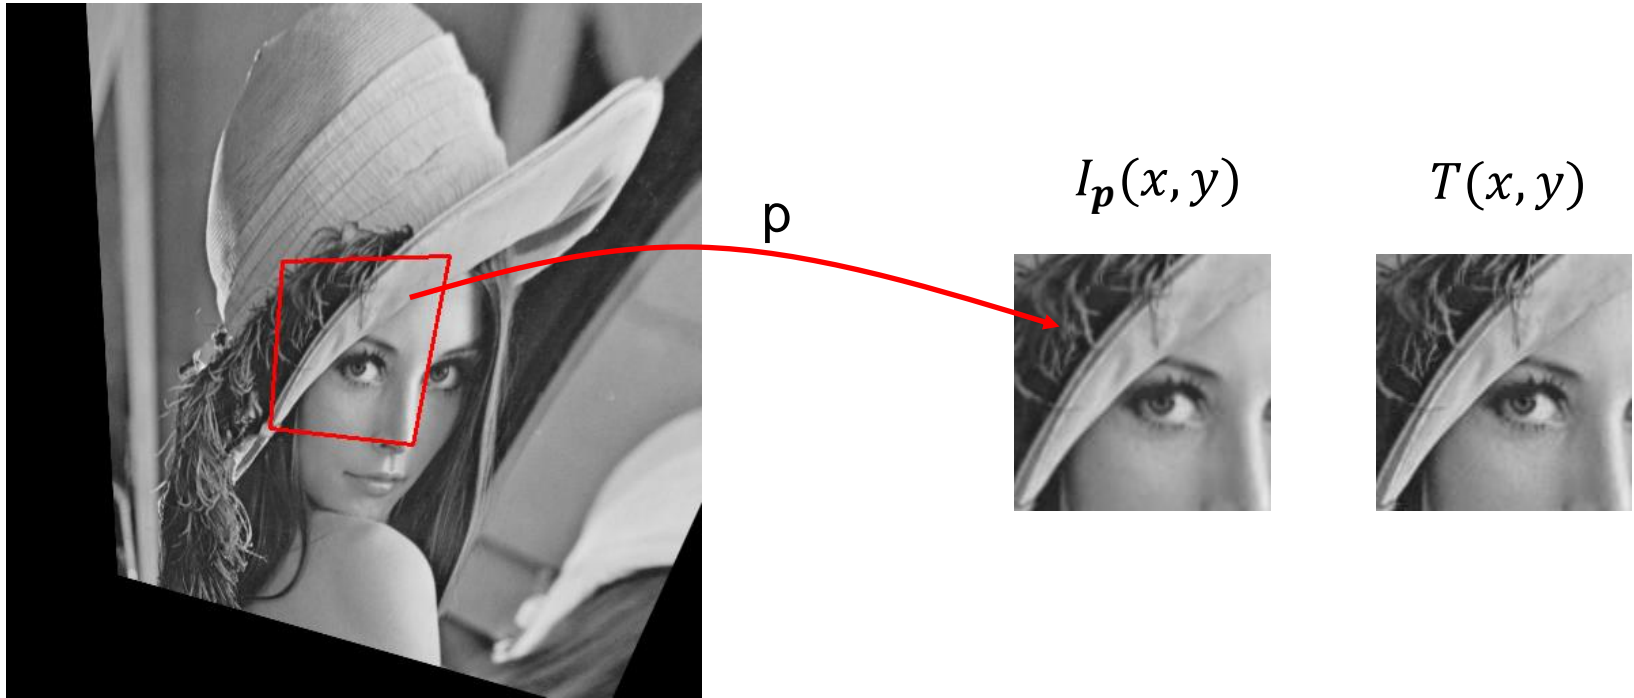 p
I_p(x, y)
T(x, y)